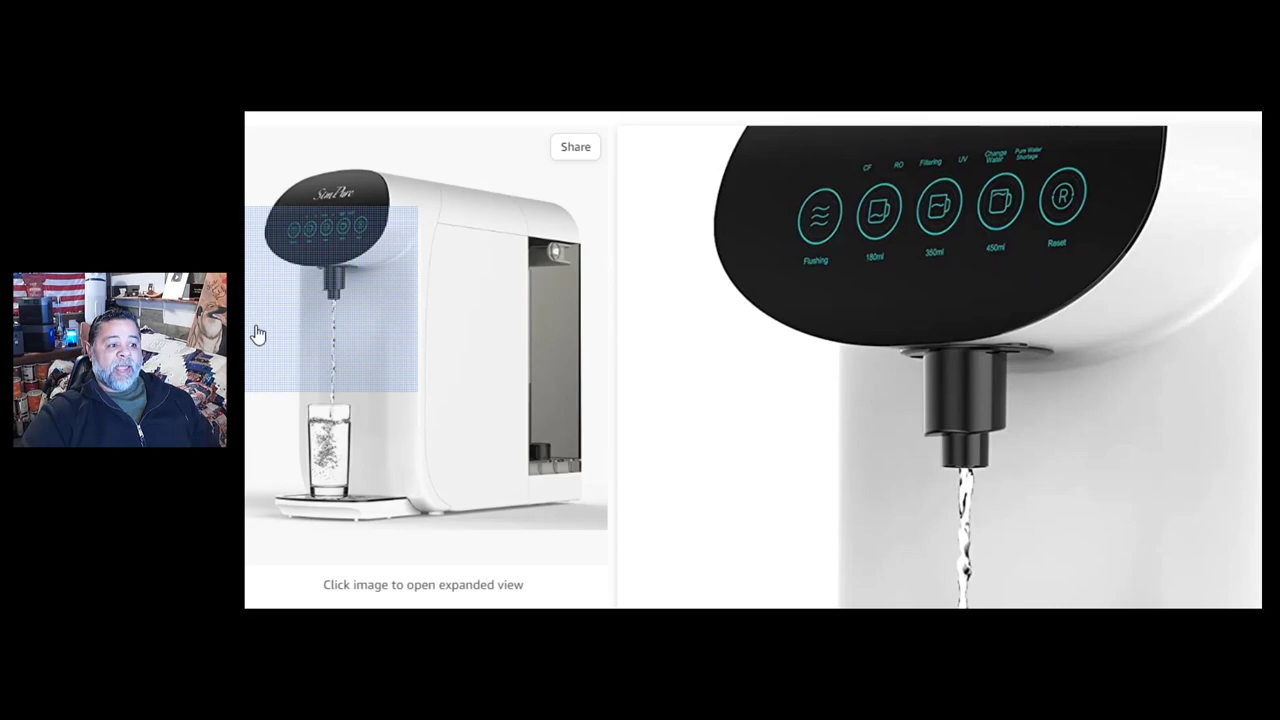 Share
SimPure
CF RO Filtering UV Change Water Pure Water Shortage
Flushing 180ml 350ml 450ml Reset
R
Click image to open expanded view